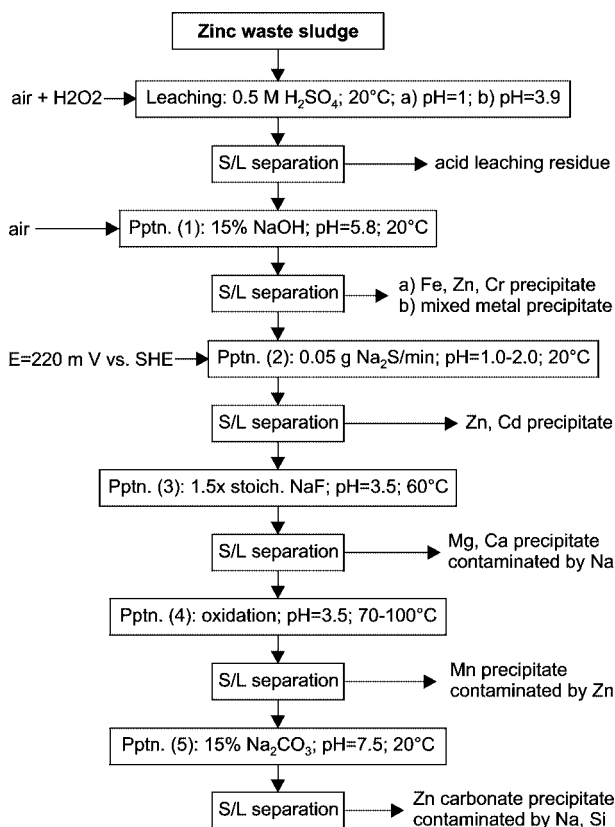 Zinc waste sludge
air + H2O2
Leaching: 0.5 M H₂SO₄; 20°C; a) pH=1; b) pH=3.9
S/L separation
acid leaching residue
air
Pptn. (1): 15% NaOH; pH=5.8; 20°C
S/L separation
a) Fe, Zn, Cr precipitate
b) mixed metal precipitate
E=220 m V vs. SHE
Pptn. (2): 0.05 g Na₂S/min; pH=1.0-2.0; 20°C
S/L separation
Zn, Cd precipitate
Pptn. (3): 1.5x stoich. NaF; pH=3.5; 60°C
S/L separation
Mg, Ca precipitate
contaminated by Na
Pptn. (4): oxidation; pH=3.5; 70-100°C
S/L separation
Mn precipitate
contaminated by Zn
Pptn. (5): 15% Na₂CO₃; pH=7.5; 20°C
S/L separation
Zn carbonate precipitate
contaminated by Na, Si